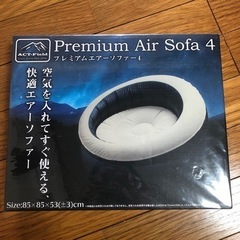 ACT-Field
Premium Air Sofa 4
プレミアムエアーソファー4
空気を入れてすぐ使える。
快適エアーソファー
Size:85×85×53(±3)cm